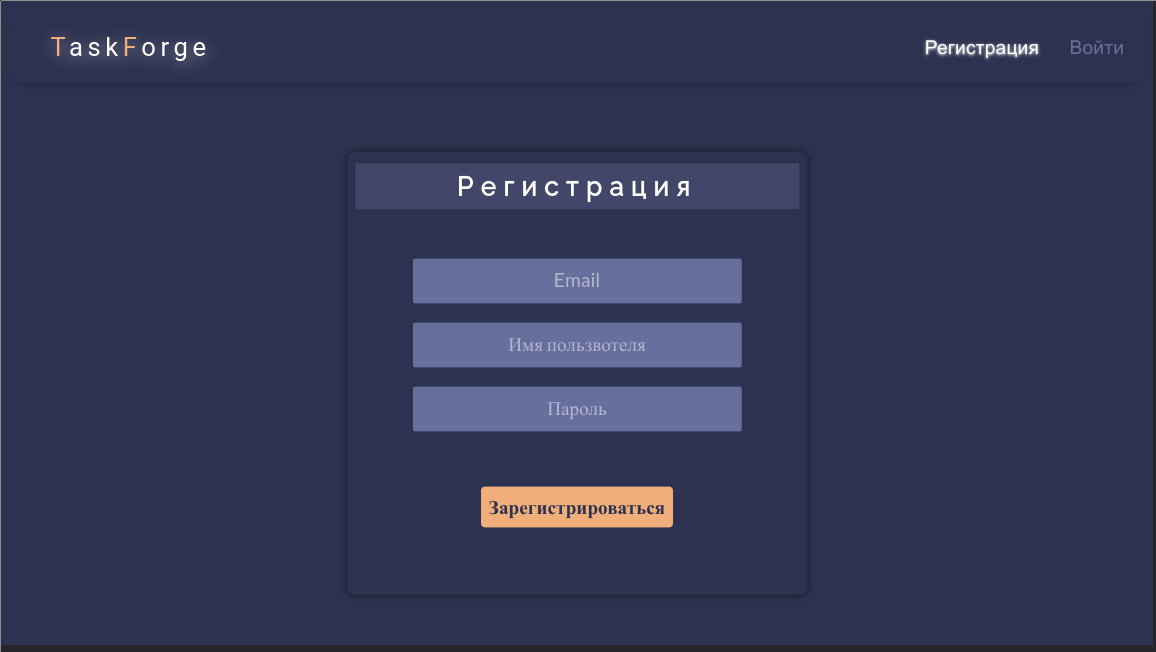 TaskForge
Регистрация
Войти
Регистрация
Email
Имя пользвотеля
Пароль
Зарегистрироваться